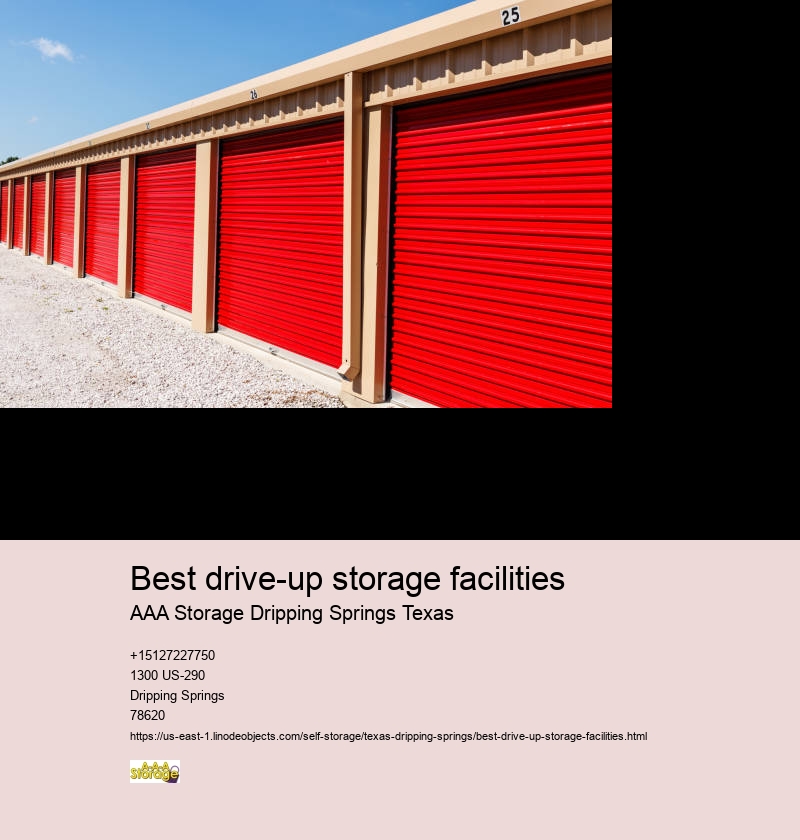 25
26
Best drive-up storage facilities
AAA Storage Dripping Springs Texas
+15127227750
1300 US-290
Dripping Springs
78620
https://us-east-1.linodeobjects.com/self-storage/texas-dripping-springs/best-drive-up-storage-facilities.html
A-A-A
Storage